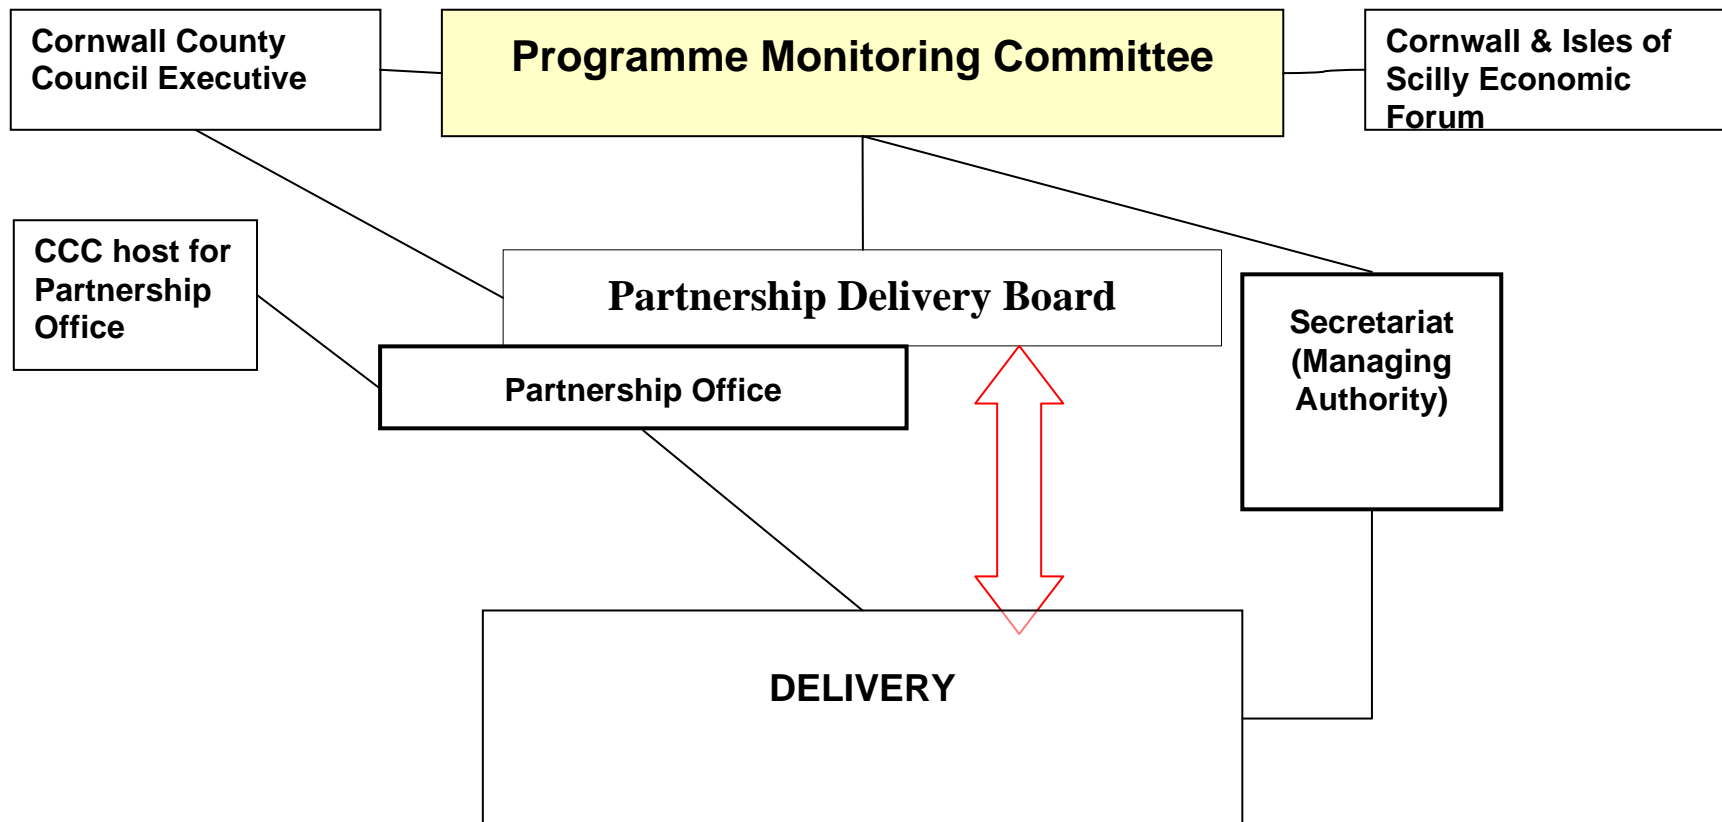 Cornwall County
Council Executive
Programme Monitoring Committee
Cornwall & Isles of
Scilly Economic
Forum
CCC host for
Partnership
Office
Partnership Delivery Board
Secretariat
(Managing
Authority)
Partnership Office
DELIVERY